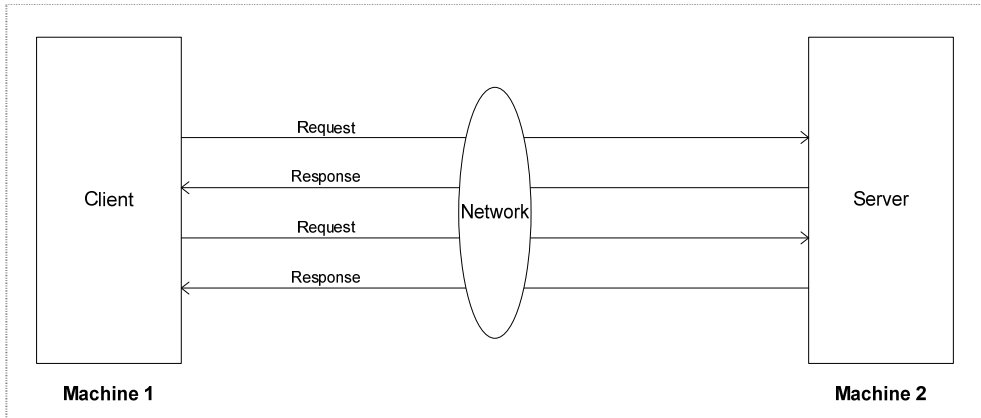 Request
Response
Client
Network
Server
Request
Response
Machine 1
Machine 2